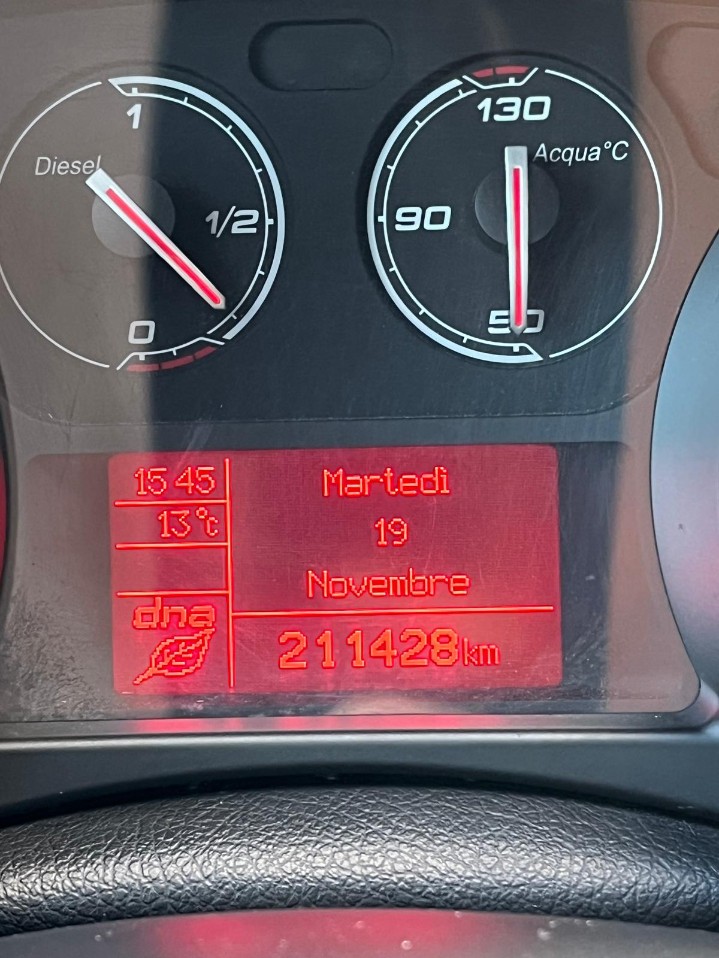 1
130
Diesel
Acqua°C
1/2
90
0
50
15 45
13°c
Martedì
19
Novembre
dna
211428km